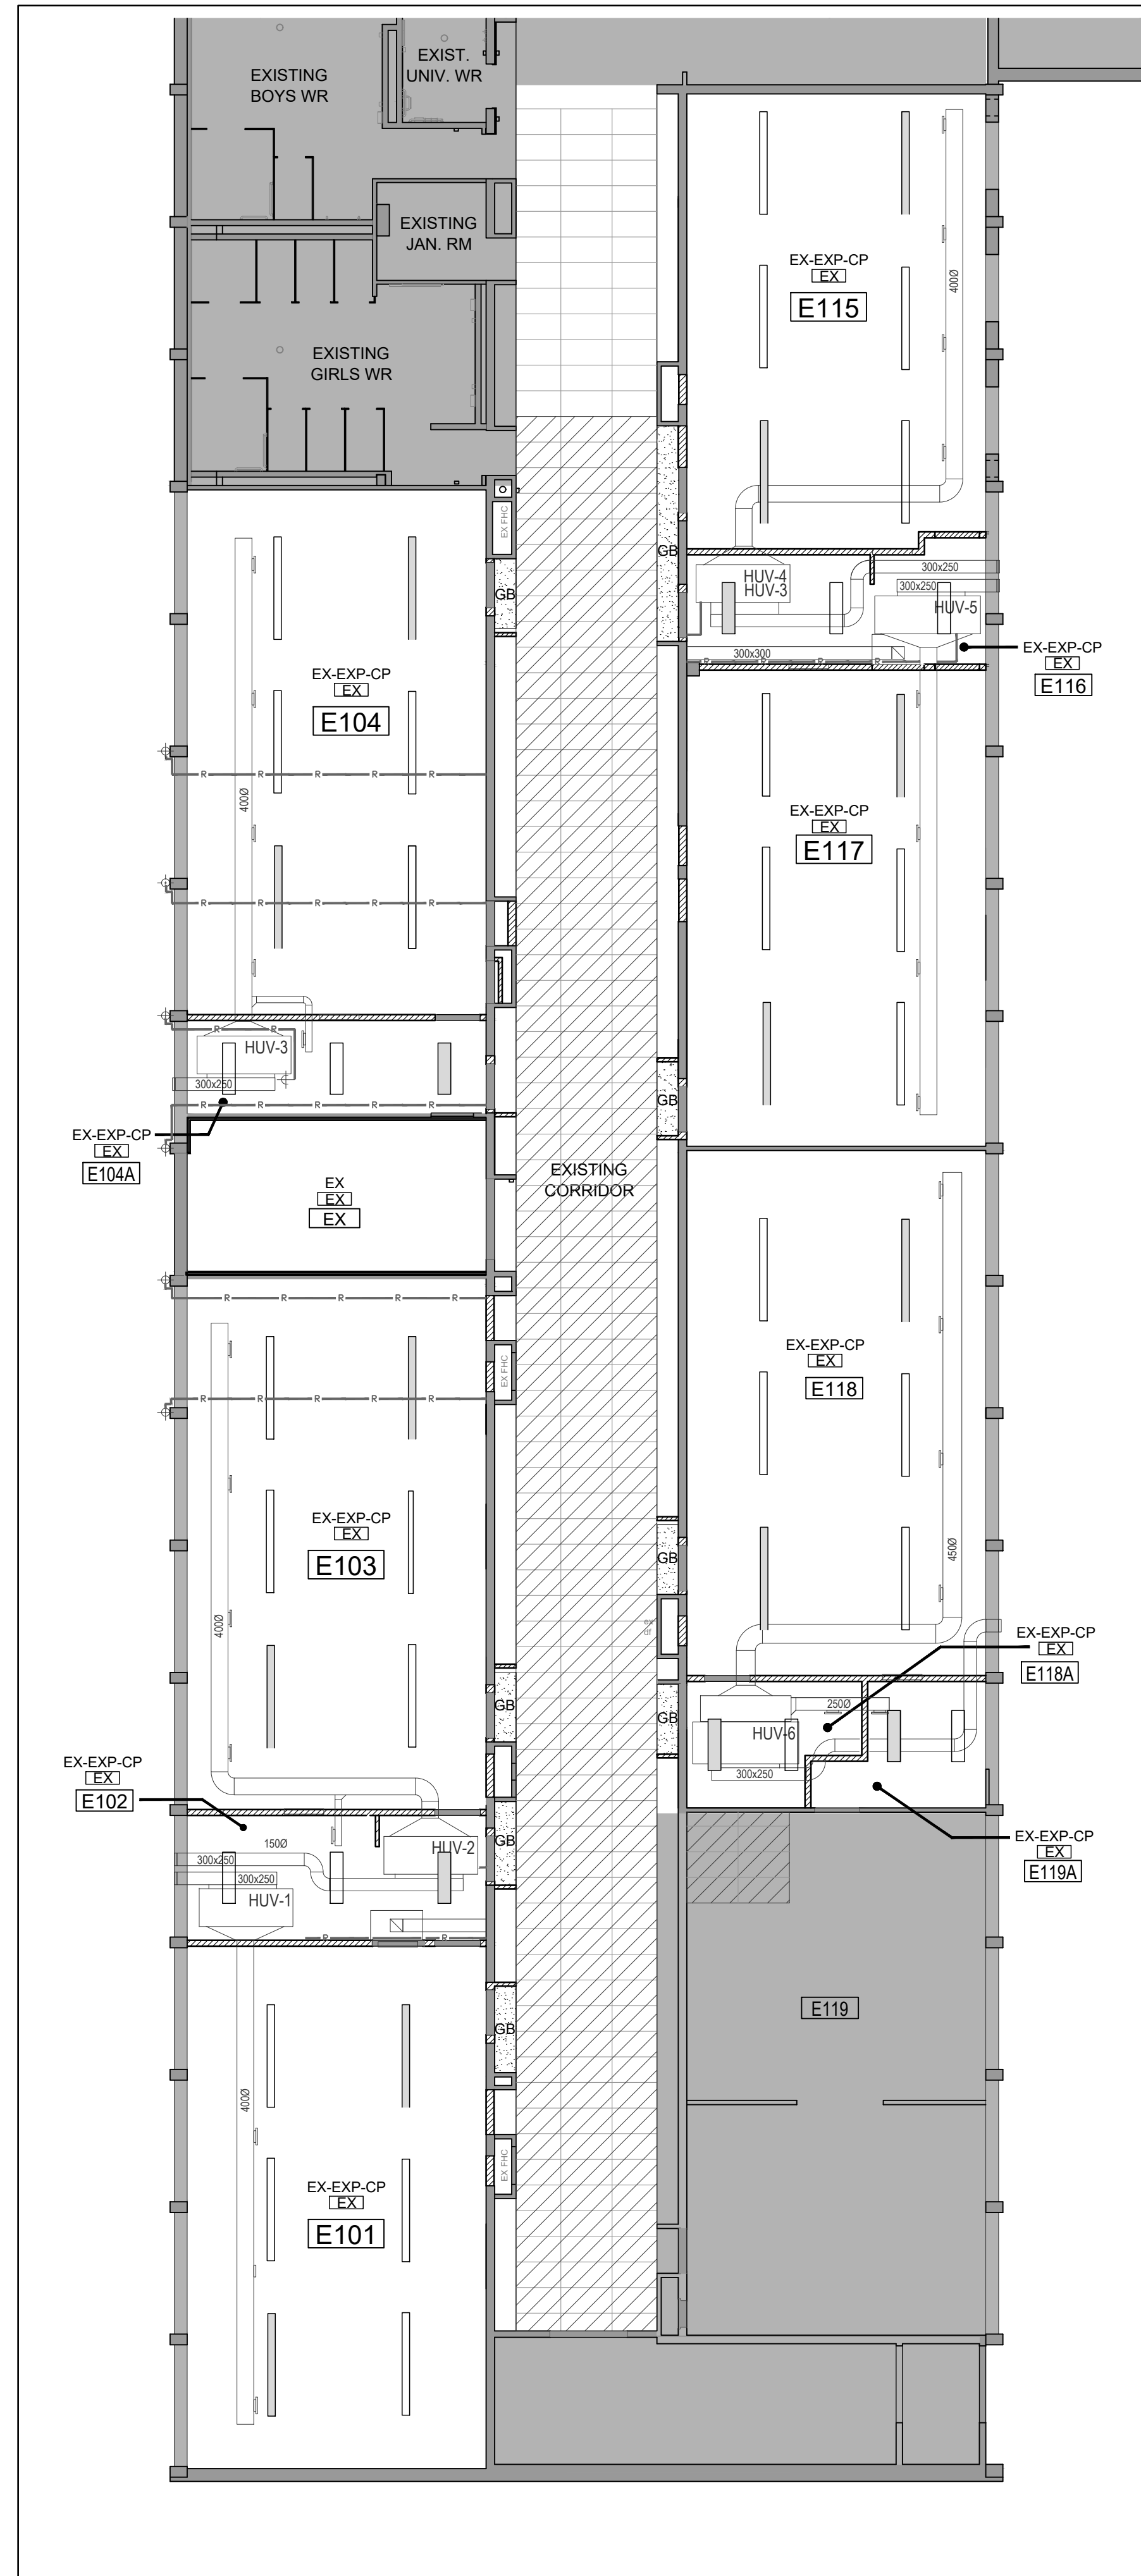 EXIST.
UNIV. WR
EXISTING
BOYS WR
EXISTING
JAN. RM
EXISTING
GIRLS WR
EX-EXP-CP
EX
E115
400Ø
EX FHC
GB
GB
HUV-4
HUV-3
300x250
300x250
HUV-5
300x300
R R R R
EX-EXP-CP
EX
E116
EX-EXP-CP
EX
E104
R R R R R
400Ø
EX-EXP-CP
EX
E117
R R R R R
R R
HUV-3
300x250
R R R R R
GB
EX-EXP-CP
EX
E104A
EX
EX
EX
EXISTING
CORRIDOR
R R R R R
EX FHC
R R R R R
EX-EXP-CP
EX
E118
EX-EXP-CP
EX
E103
400Ø
450Ø
GB
EX-EXP-CP
EX
E118A
GB
GB
250Ø
HUV-6
300x250
EX-EXP-CP
EX
E102
150Ø
300x250
300x250
HUV-2
GB
HUV-1
R R R
EX-EXP-CP
EX
E119A
E119
GB
400Ø
EX FHC
EX-EXP-CP
EX
E101